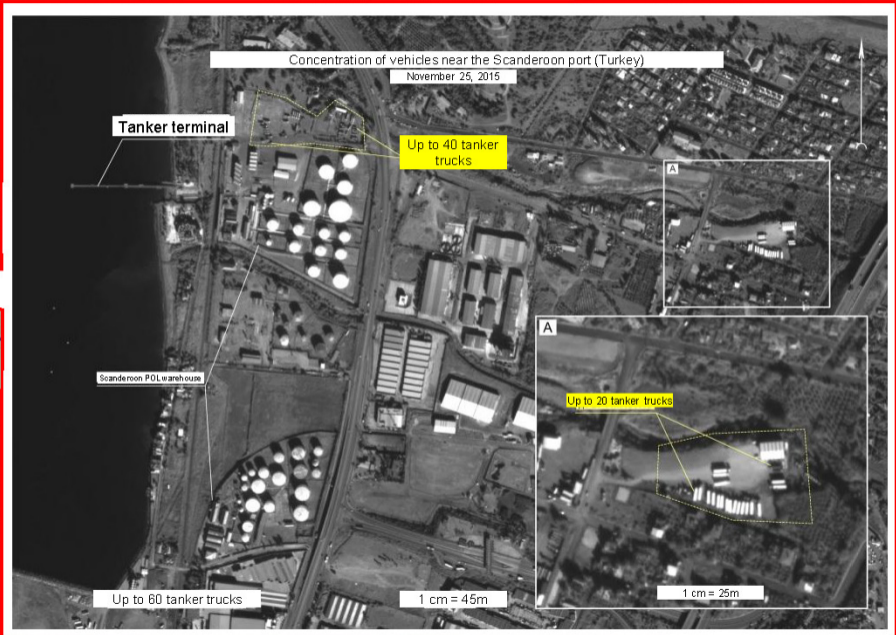 Concentration of vehicles near the Scanderoon port (Turkey)
November 25, 2015
Tanker terminal
Up to 40 tanker
trucks
A
A
Up to 20 tanker trucks
Scanderoon POL warehouse
Up to 60 tanker trucks
1 cm = 45m
1 cm = 25m